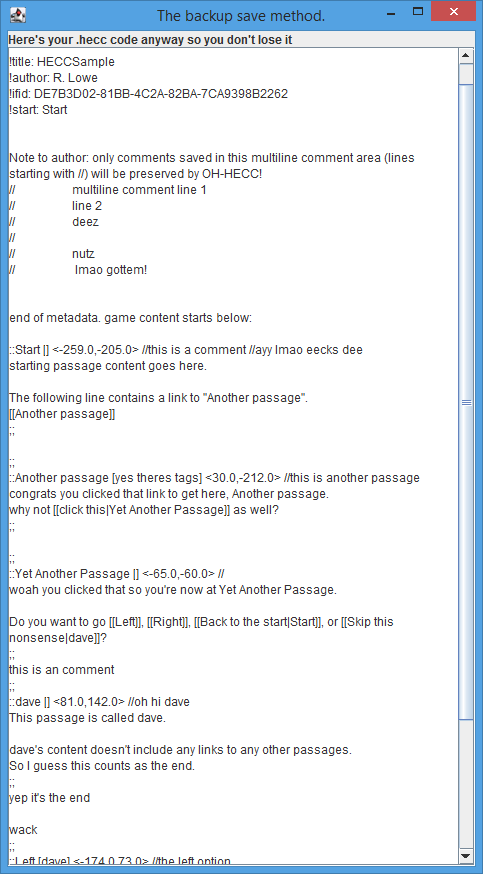 The backup save method.
Here's your .hecc code anyway so you don't lose it
!title: HECCSample
!author: R. Lowe
!ifid: DE7B3D02-81BB-4C2A-82BA-7CA9398B2262
!start: Start
Note to author: only comments saved in this multiline comment area (lines
starting with //) will be preserved by OH-HECC!
// multiline comment line 1
// line 2
// deez
//
// nutz
// lmao gottem!
end of metadata. game content starts below:
::Start |] <-259.0,-205.0> //this is a comment //ayy lmao eecks dee
starting passage content goes here.
The following line contains a link to "Another passage".
[[Another passage]]
;;
;;
::Another passage [yes theres tags] <30.0,-212.0> //this is another passage
congrats you clicked that link to get here, Another passage.
why not [[click this|Yet Another Passage]] as well?
;;
;;
::Yet Another Passage |] <-65.0,-60.0> //
woah you clicked that so you're now at Yet Another Passage.
Do you want to go [[Left]], [[Right]], [[Back to the start|Start]], or [[Skip this
nonsense|dave]]?
;;
this is an comment
;;
::dave |] <81.0,142.0> //oh hi dave
This passage is called dave.
dave's content doesn't include any links to any other passages.
So I guess this counts as the end.
;;
yep it's the end
wack
;;
::Left [dave] <-174.0,73.0> //the left option